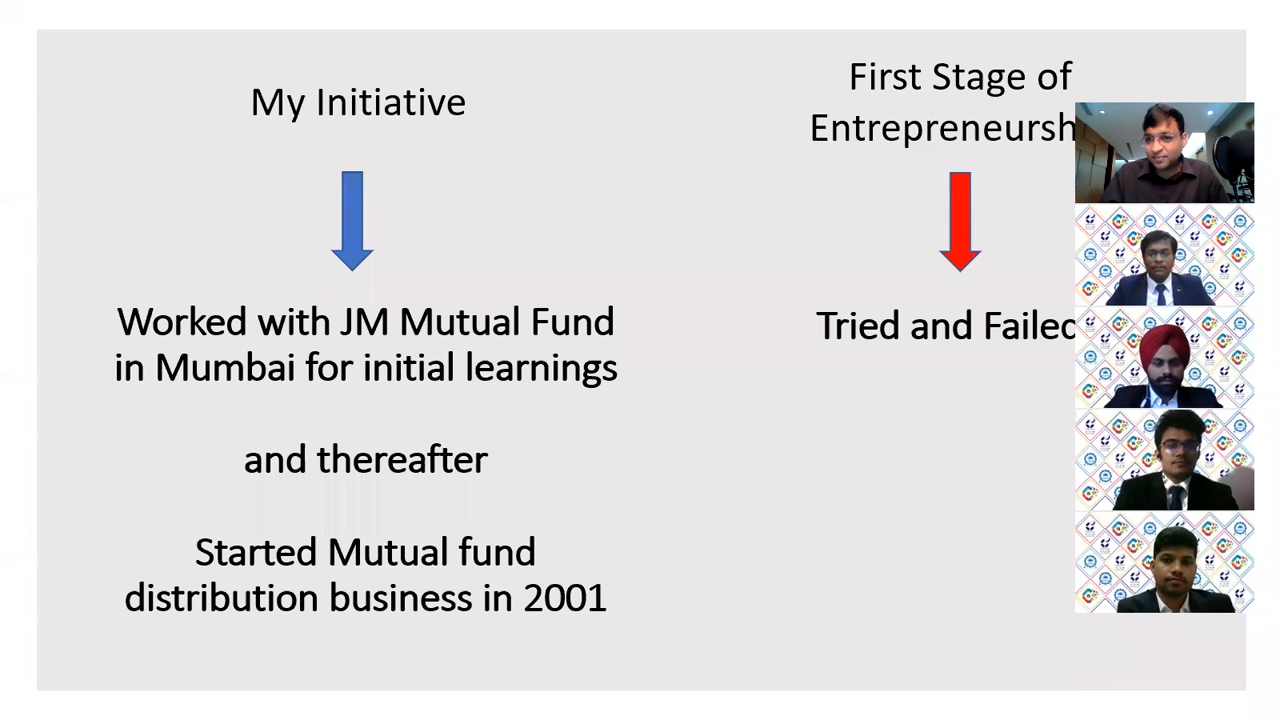 My Initiative
Worked with JM Mutual Fund
in Mumbai for initial learnings
and thereafter
Started Mutual fund
distribution business in 2001
First Stage of
Entrepreneursh
Tried and Failed